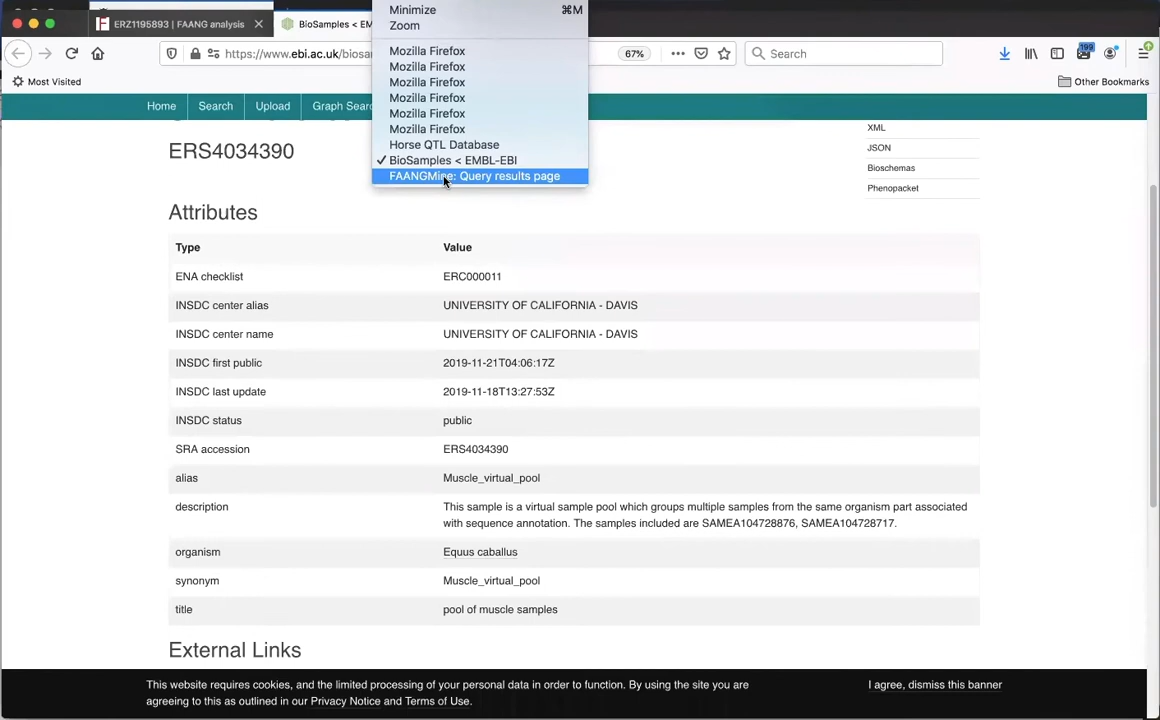 Minimize ⌘M
Zoom
Mozilla Firefox
Mozilla Firefox
Mozilla Firefox
Mozilla Firefox
Mozilla Firefox
Mozilla Firefox
Horse QTL Database
✓ BioSamples < EMBL-EBI
FAANGMine: Query results page
ERZ1195893 | FAANG analysis
BioSamples < EM
https://www.ebi.ac.uk/biosa
67%
Search
199
Most Visited
Other Bookmarks
Home
Search
Upload
Graph Sear
XML
JSON
Bioschemas
Phenopacket
ERS4034390
Attributes
Type Value
ENA checklist ERC000011
INSDC center alias UNIVERSITY OF CALIFORNIA - DAVIS
INSDC center name UNIVERSITY OF CALIFORNIA - DAVIS
INSDC first public 2019-11-21T04:06:17Z
INSDC last update 2019-11-18T13:27:53Z
INSDC status public
SRA accession ERS4034390
alias Muscle_virtual_pool
description This sample is a virtual sample pool which groups multiple samples from the same organism part associated
with sequence annotation. The samples included are SAMEA104728876, SAMEA104728717.
organism Equus caballus
synonym Muscle_virtual_pool
title pool of muscle samples
External Links
This website requires cookies, and the limited processing of your personal data in order to function. By using the site you are
agreeing to this as outlined in our Privacy Notice and Terms of Use.
I agree, dismiss this banner